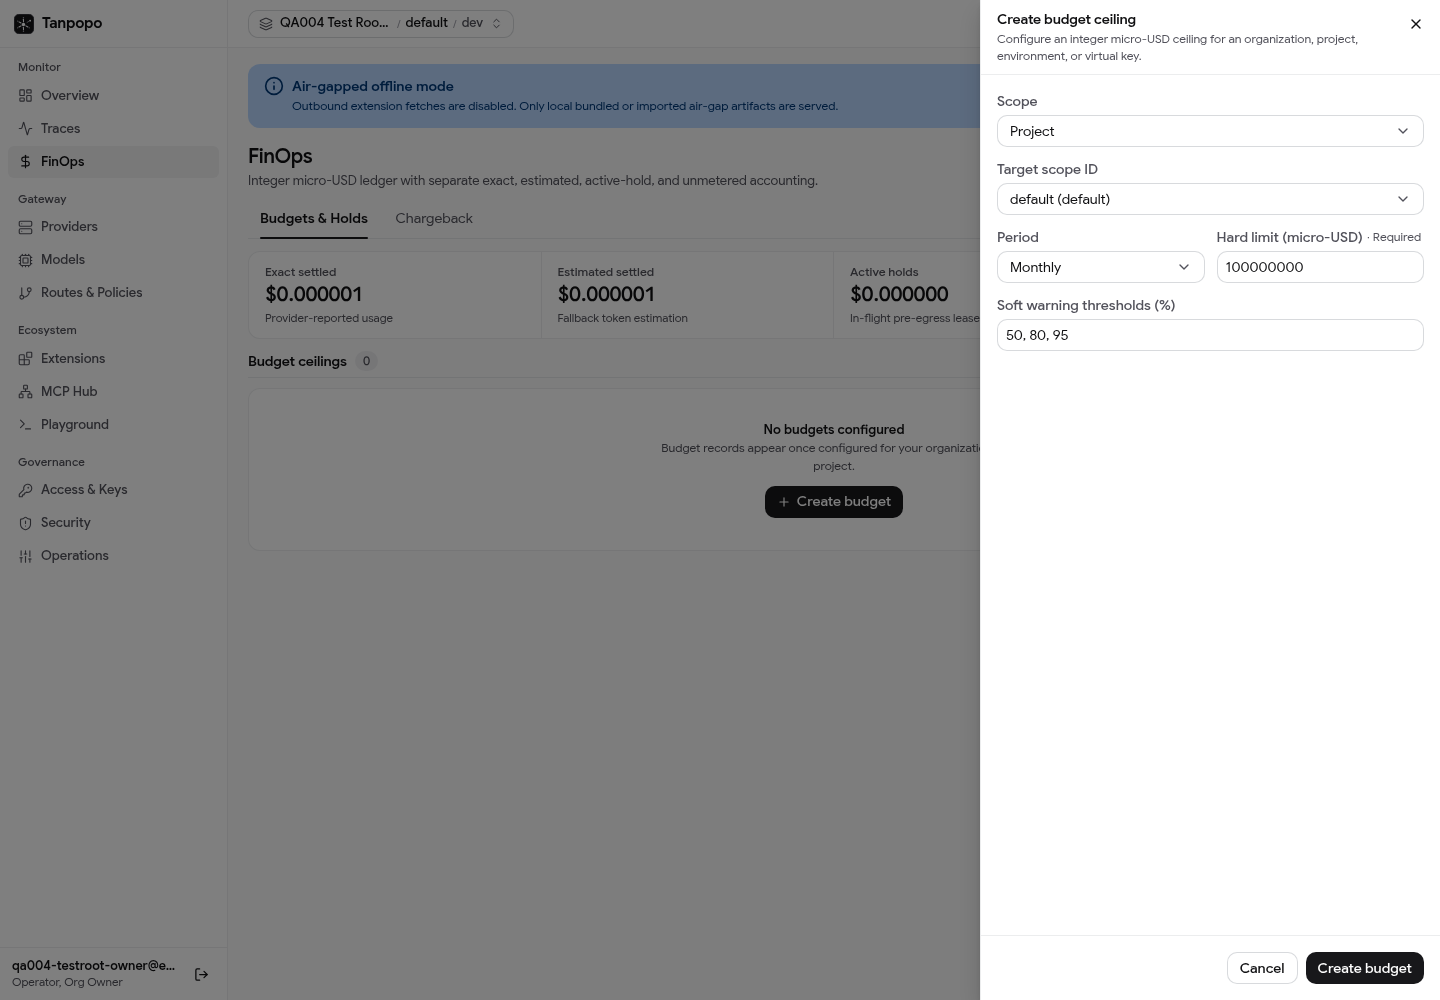 Tanpopo
Monitor
Overview
Traces
FinOps
Gateway
Providers
Models
Routes & Policies
Ecosystem
Extensions
MCP Hub
Playground
Governance
Access & Keys
Security
Operations
qa004-testroot-owner@e...
Operator, Org Owner
QA004 Test Roo... / default / dev
Air-gapped offline mode
Outbound extension fetches are disabled. Only local bundled or imported air-gap artifacts are served.
FinOps
Integer micro-USD ledger with separate exact, estimated, active-hold, and unmetered accounting.
Budgets & Holds Chargeback
Exact settled
$0.000001
Provider-reported usage
Estimated settled
$0.000001
Fallback token estimation
Active holds
$0.000000
In-flight pre-egress lease
Budget ceilings 0
No budgets configured
Budget records appear once configured for your organizati
project.
Create budget
Create budget ceiling
Configure an integer micro-USD ceiling for an organization, project,
environment, or virtual key.
Scope
Project
Target scope ID
default (default)
Period
Monthly
Hard limit (micro-USD) · Required
100000000
Soft warning thresholds (%)
50, 80, 95
Cancel Create budget